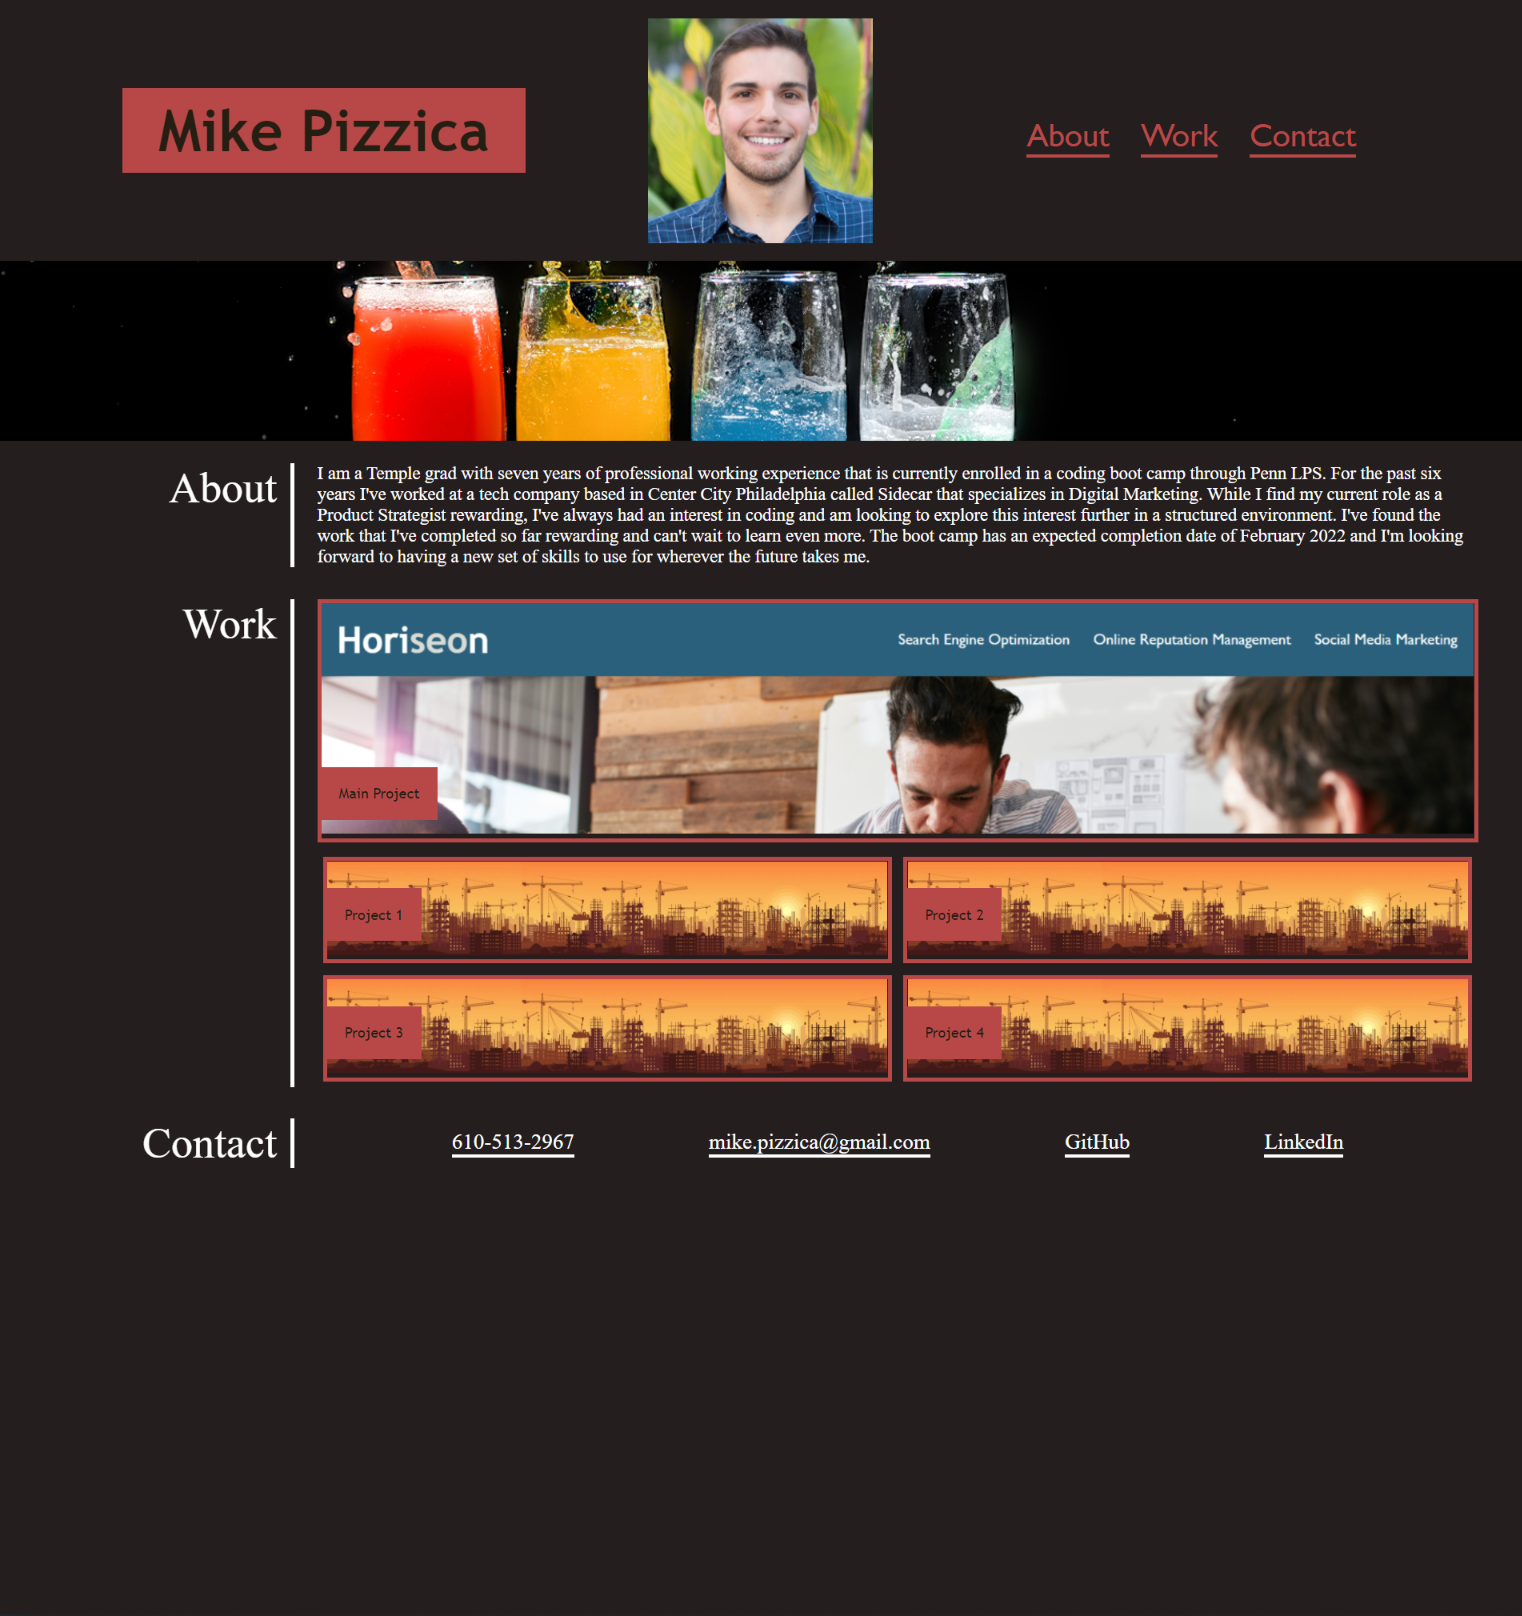 Mike Pizzica
About Work Contact
About
I am a Temple grad with seven years of professional working experience that is currently enrolled in a coding boot camp through Penn LPS. For the past six
years I've worked at a tech company based in Center City Philadelphia called Sidecar that specializes in Digital Marketing. While I find my current role as a
Product Strategist rewarding, I've always had an interest in coding and am looking to explore this interest further in a structured environment. I've found the
work that I've completed so far rewarding and can't wait to learn even more. The boot camp has an expected completion date of February 2022 and I'm looking
forward to having a new set of skills to use for wherever the future takes me.
Work
Horiseon
Search Engine Optimization Online Reputation Management Social Media Marketing
Main Project
Project 1
Project 2
Project 3
Project 4
Contact
610-513-2967 mike.pizzica@gmail.com GitHub LinkedIn